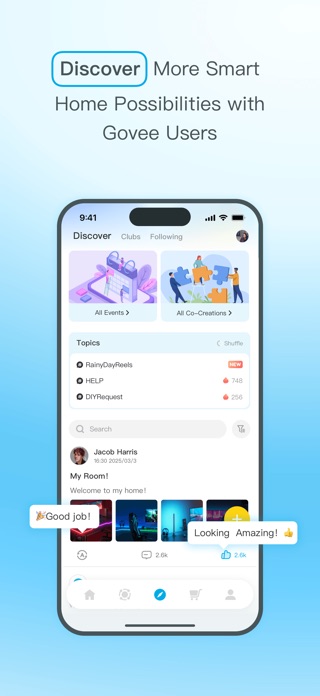 Discover More Smart
Home Possibilities with
Govee Users
9:41
Discover Clubs Following
All Events >
All Co-Creations >
Topics
Shuffle
RainyDayReels
NEW
HELP
748
DIYRequest
256
Search
Jacob Harris
16:30 2025/03/3
My Room!
Welcome to my home!
🎉Good job!
Looking Amazing! 👍
2.6k
2.6k